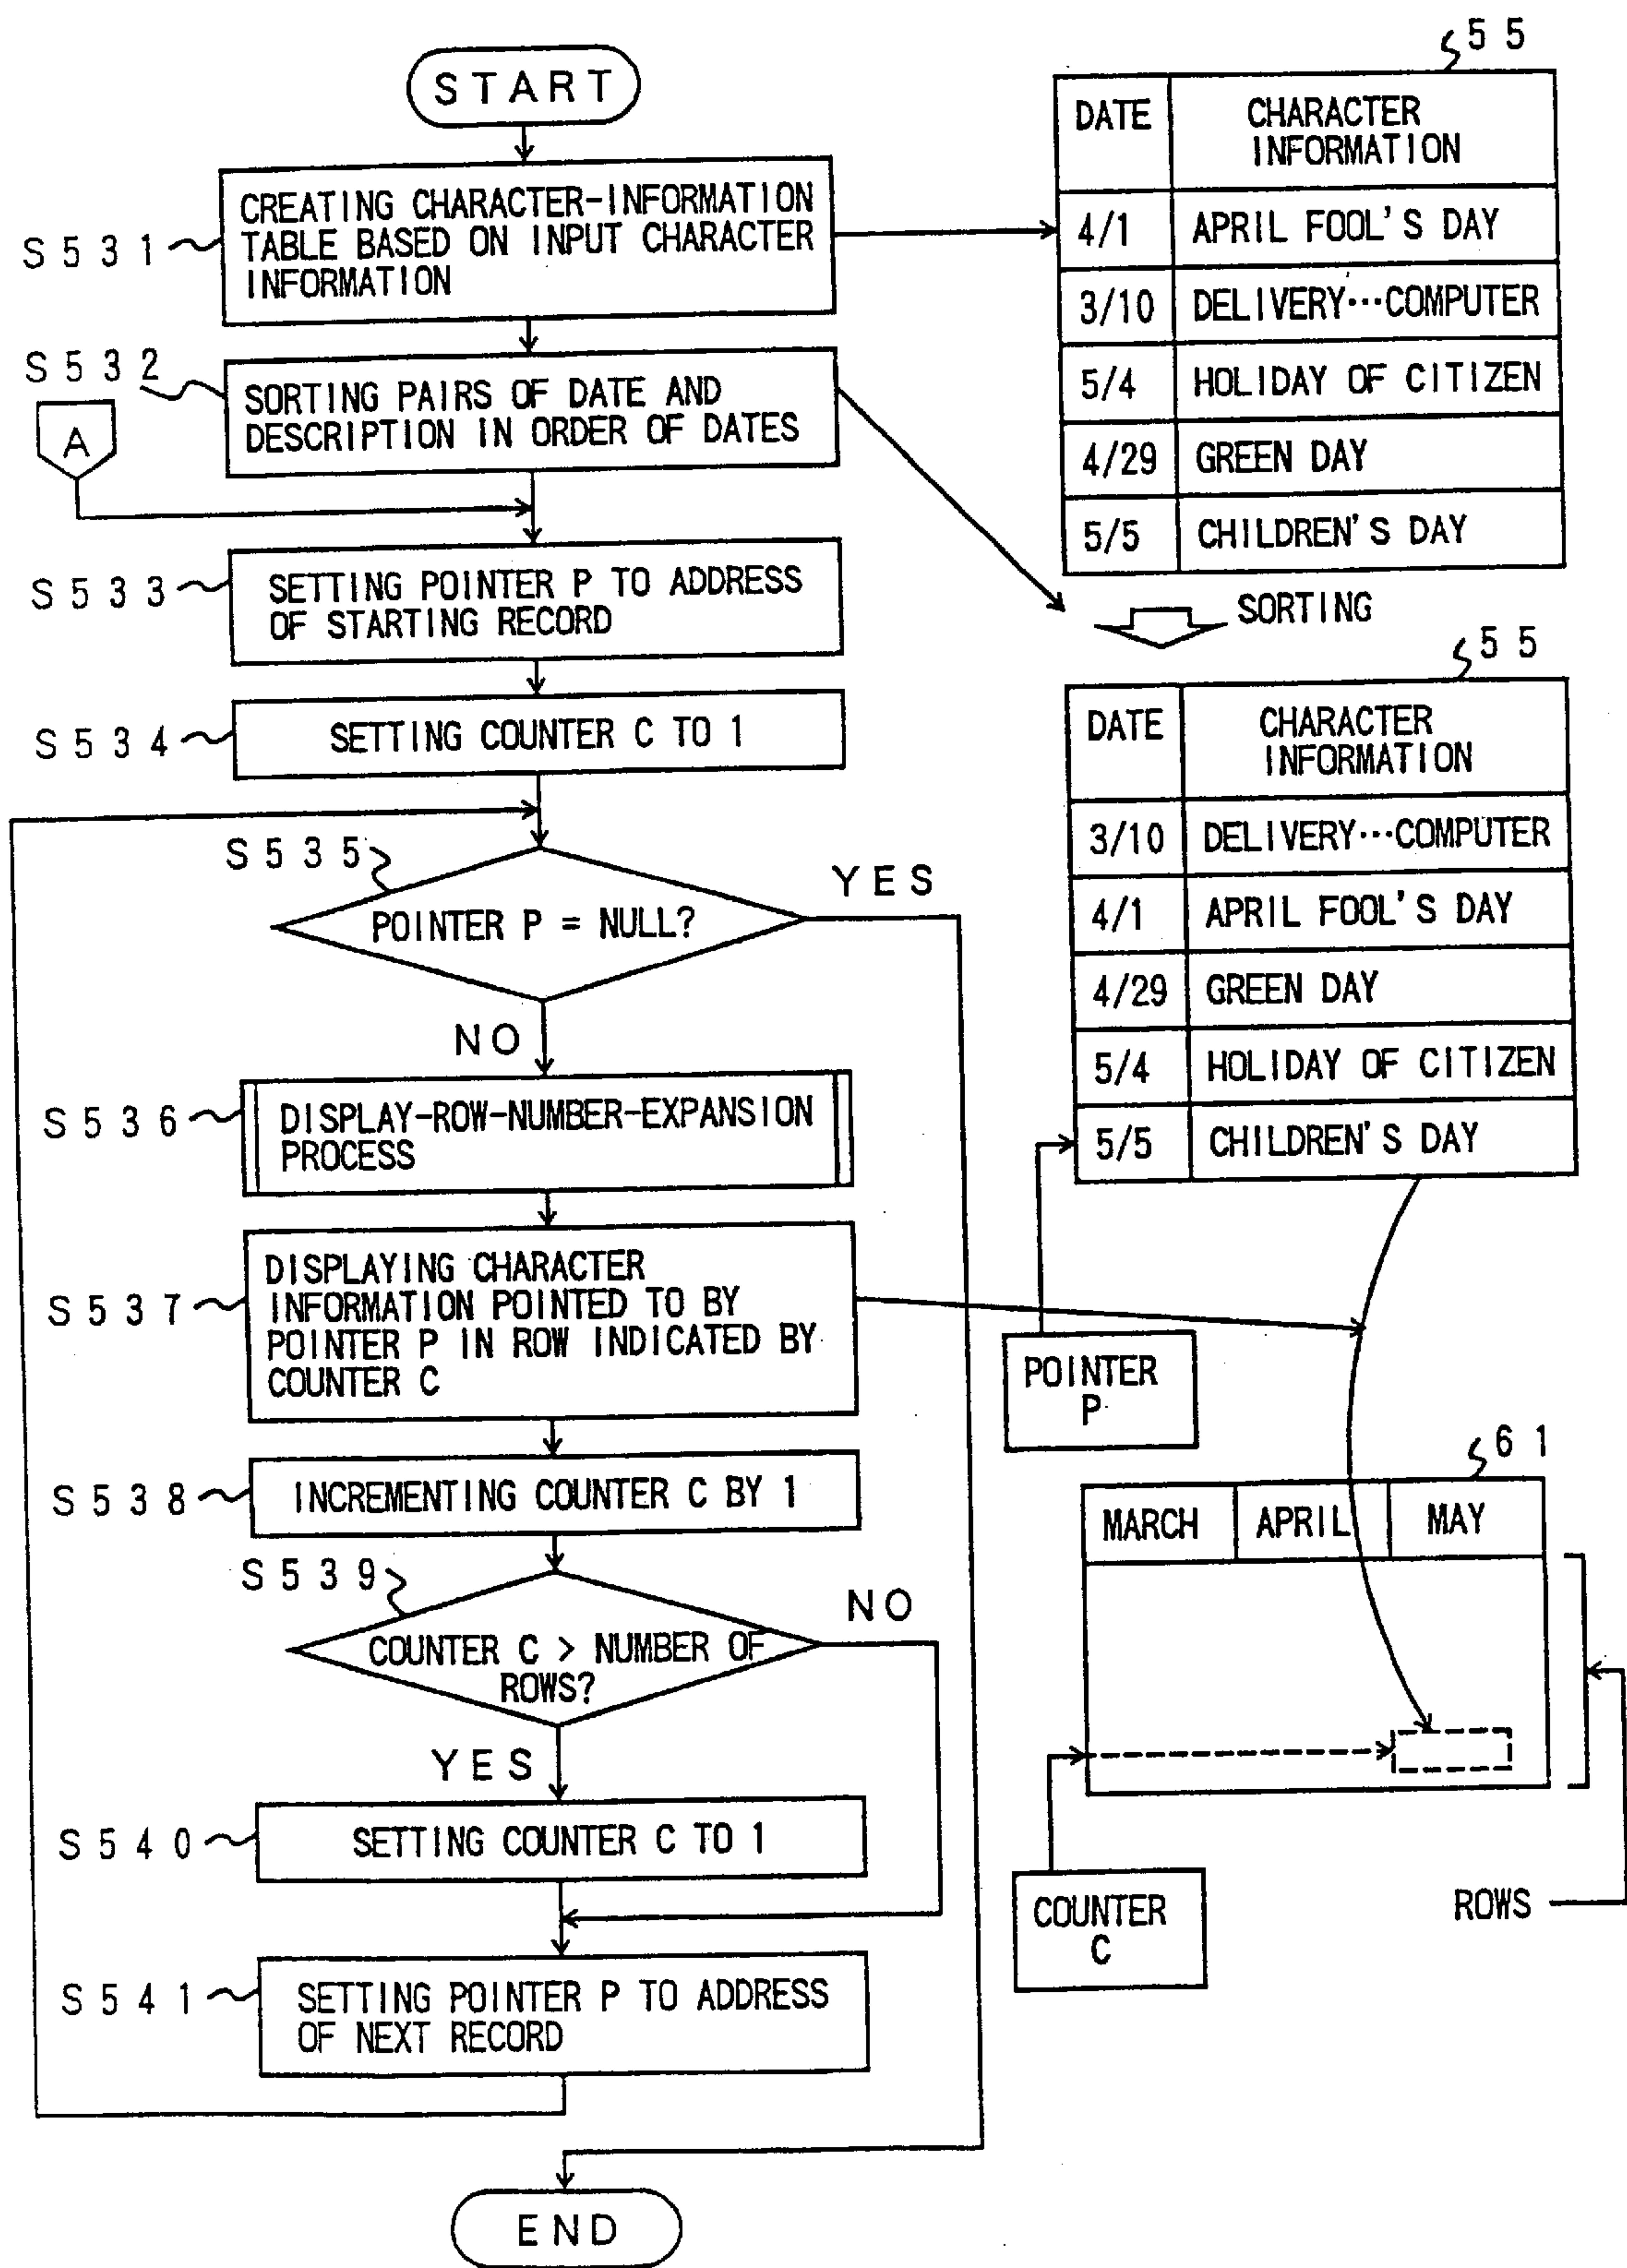 START
S531
CREATING CHARACTER-INFORMATION
TABLE BASED ON INPUT CHARACTER
INFORMATION
S532
SORTING PAIRS OF DATE AND
DESCRIPTION IN ORDER OF DATES
A
S533
SETTING POINTER P TO ADDRESS
OF STARTING RECORD
S534
SETTING COUNTER C TO 1
S535
POINTER P = NULL?
YES
NO
S536
DISPLAY-ROW-NUMBER-EXPANSION
PROCESS
S537
DISPLAYING CHARACTER
INFORMATION POINTED TO BY
POINTER P IN ROW INDICATED BY
COUNTER C
S538
INCREMENTING COUNTER C BY 1
S539
COUNTER C > NUMBER OF
ROWS?
NO
YES
S540
SETTING COUNTER C TO 1
S541
SETTING POINTER P TO ADDRESS
OF NEXT RECORD
END
55
DATE CHARACTER
INFORMATION
4/1 APRIL FOOL'S DAY
3/10 DELIVERY···COMPUTER
5/4 HOLIDAY OF CITIZEN
4/29 GREEN DAY
5/5 CHILDREN'S DAY
SORTING
55
DATE CHARACTER
INFORMATION
3/10 DELIVERY···COMPUTER
4/1 APRIL FOOL'S DAY
4/29 GREEN DAY
5/4 HOLIDAY OF CITIZEN
5/5 CHILDREN'S DAY
POINTER
P
61
MARCH APRIL MAY
COUNTER
C
ROWS